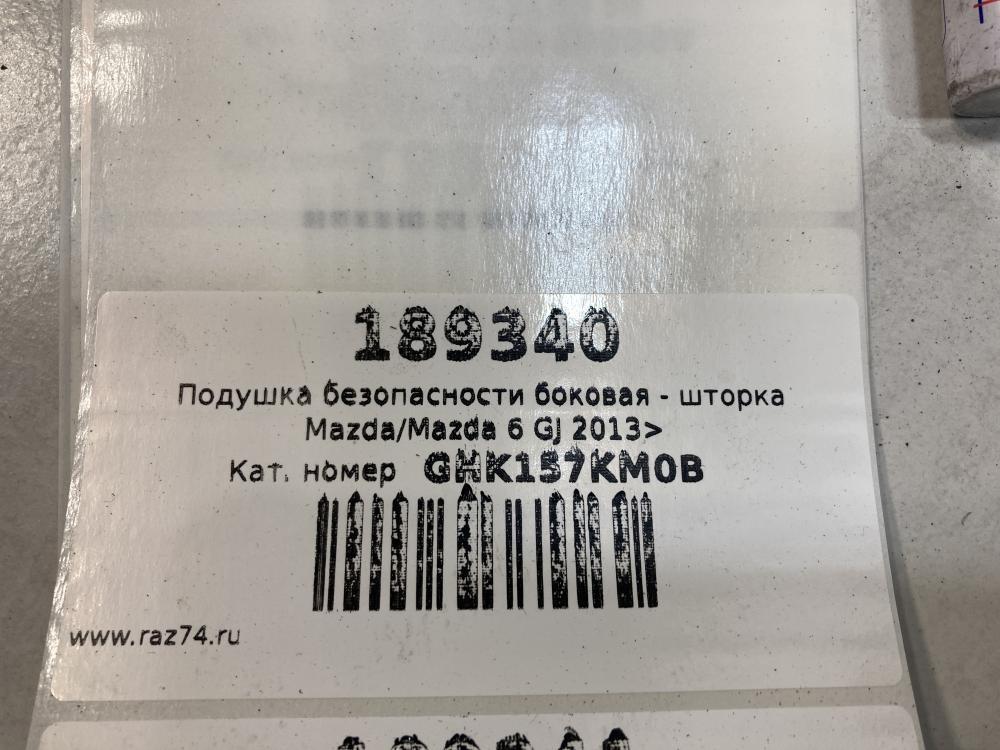 189340
Подушка безопасности боковая - шторка
Mazda/Mazda 6 GJ 2013>
Кат. номер GHK157KM0B
www.raz74.ru